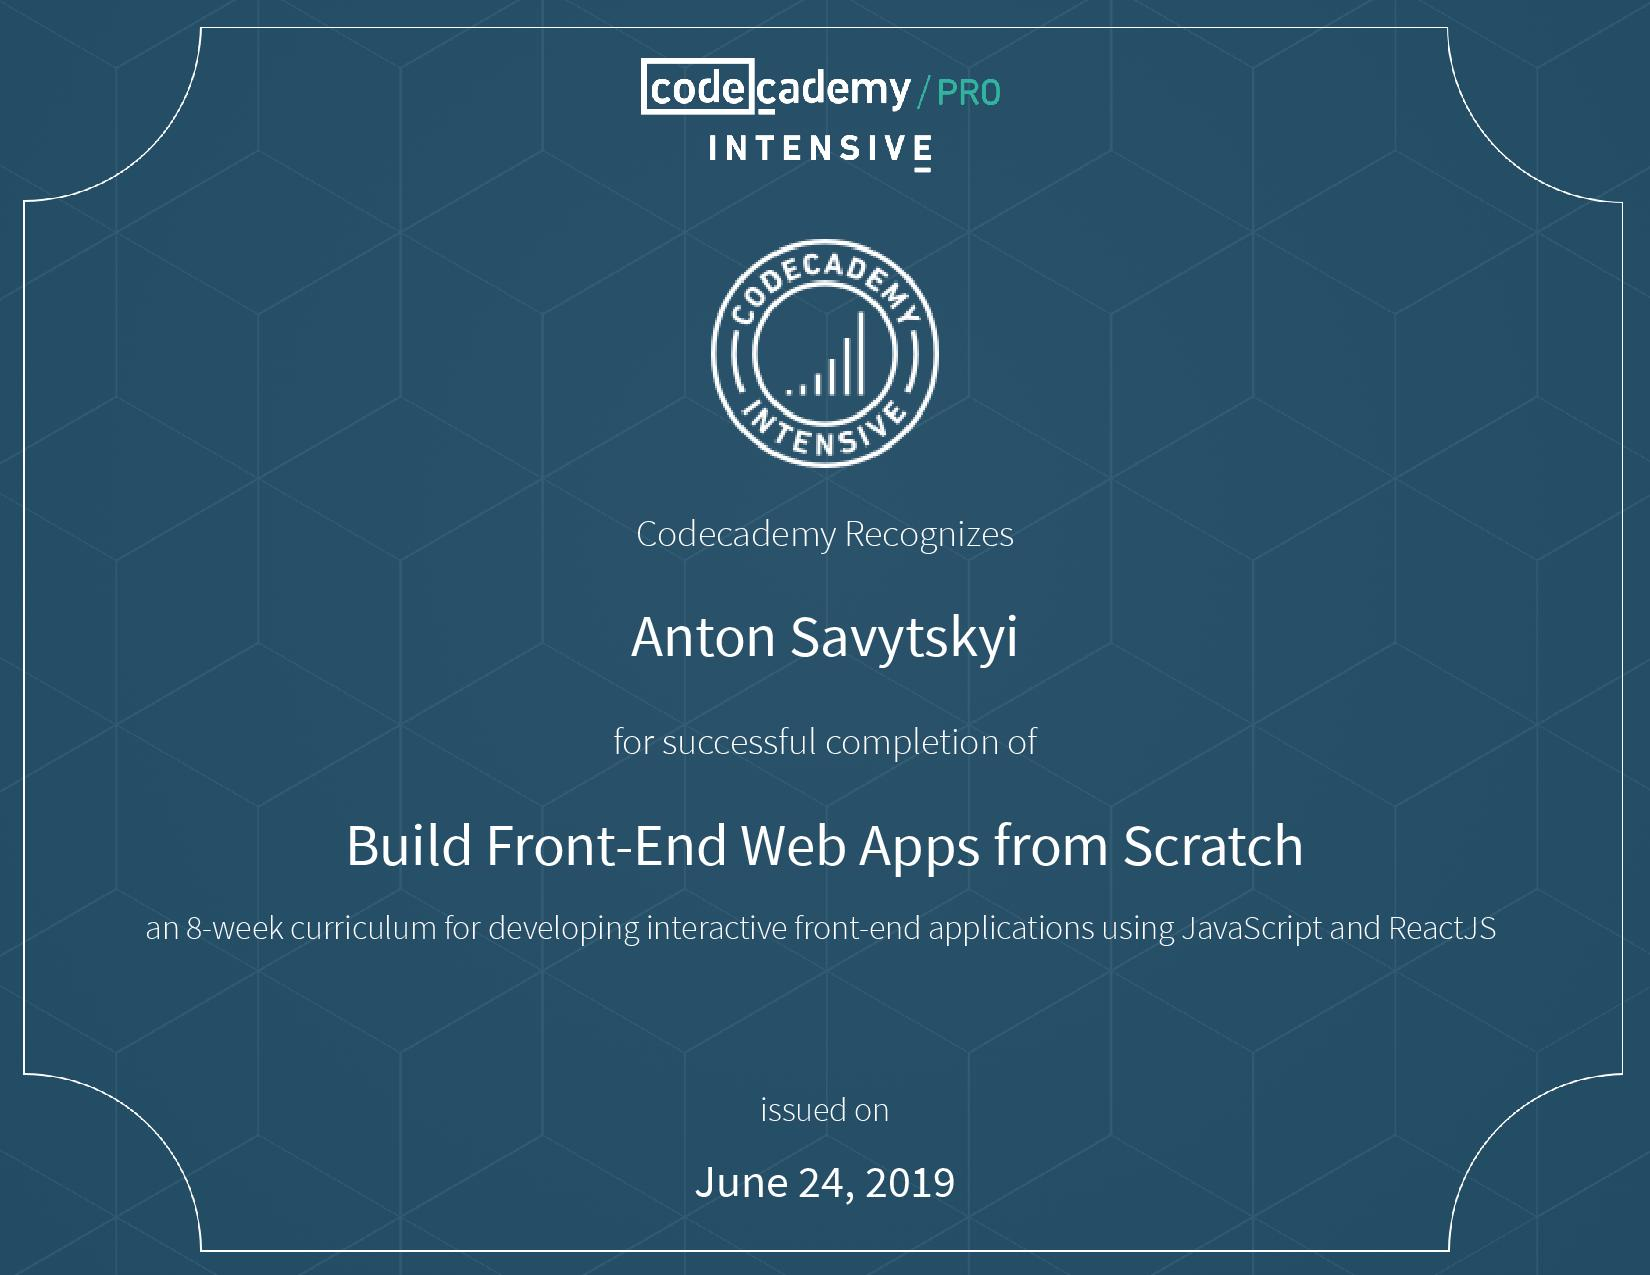 codecademy / PRO
INTENSIVE
CODECADEMY
INTENSIVE
Codecademy Recognizes
Anton Savytskyi
for successful completion of
Build Front-End Web Apps from Scratch
an 8-week curriculum for developing interactive front-end applications using JavaScript and ReactJS
issued on
June 24, 2019